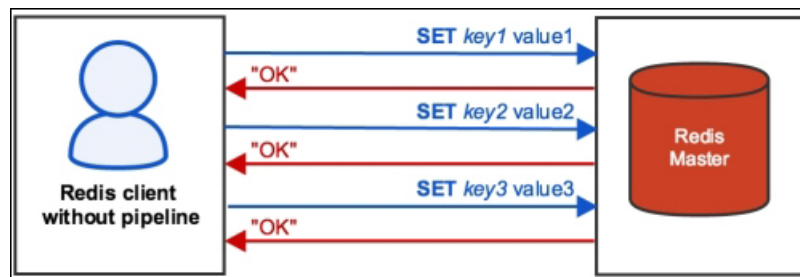 SET key1 value1
"OK"
SET key2 value2
"OK"
SET key3 value3
"OK"
Redis client
without pipeline
Redis
Master